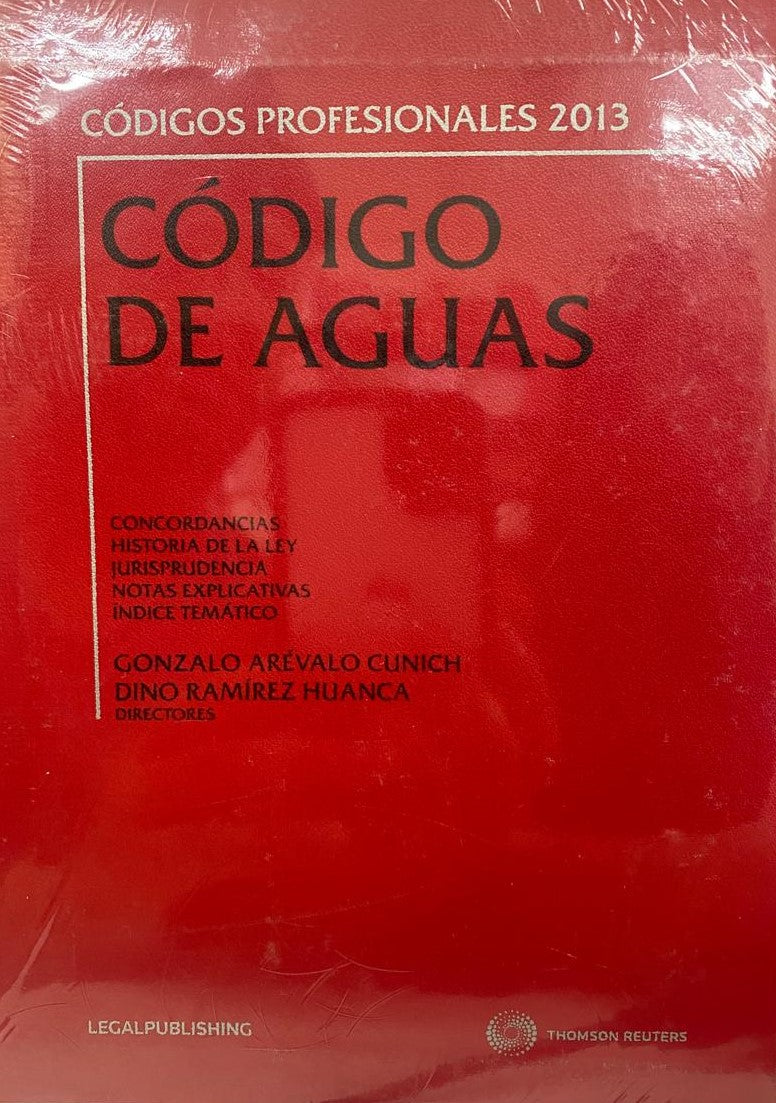 CÓDIGOS PROFESIONALES 2013
CÓDIGO
DE AGUAS
CONCORDANCIAS
HISTORIA DE LA LEY
JURISPRUDENCIA
NOTAS EXPLICATIVAS
ÍNDICE TEMÁTICO
GONZALO ARÉVALO CUNICH
DINO RAMÍREZ HUANCA
DIRECTORES
LEGALPUBLISHING
THOMSON REUTERS